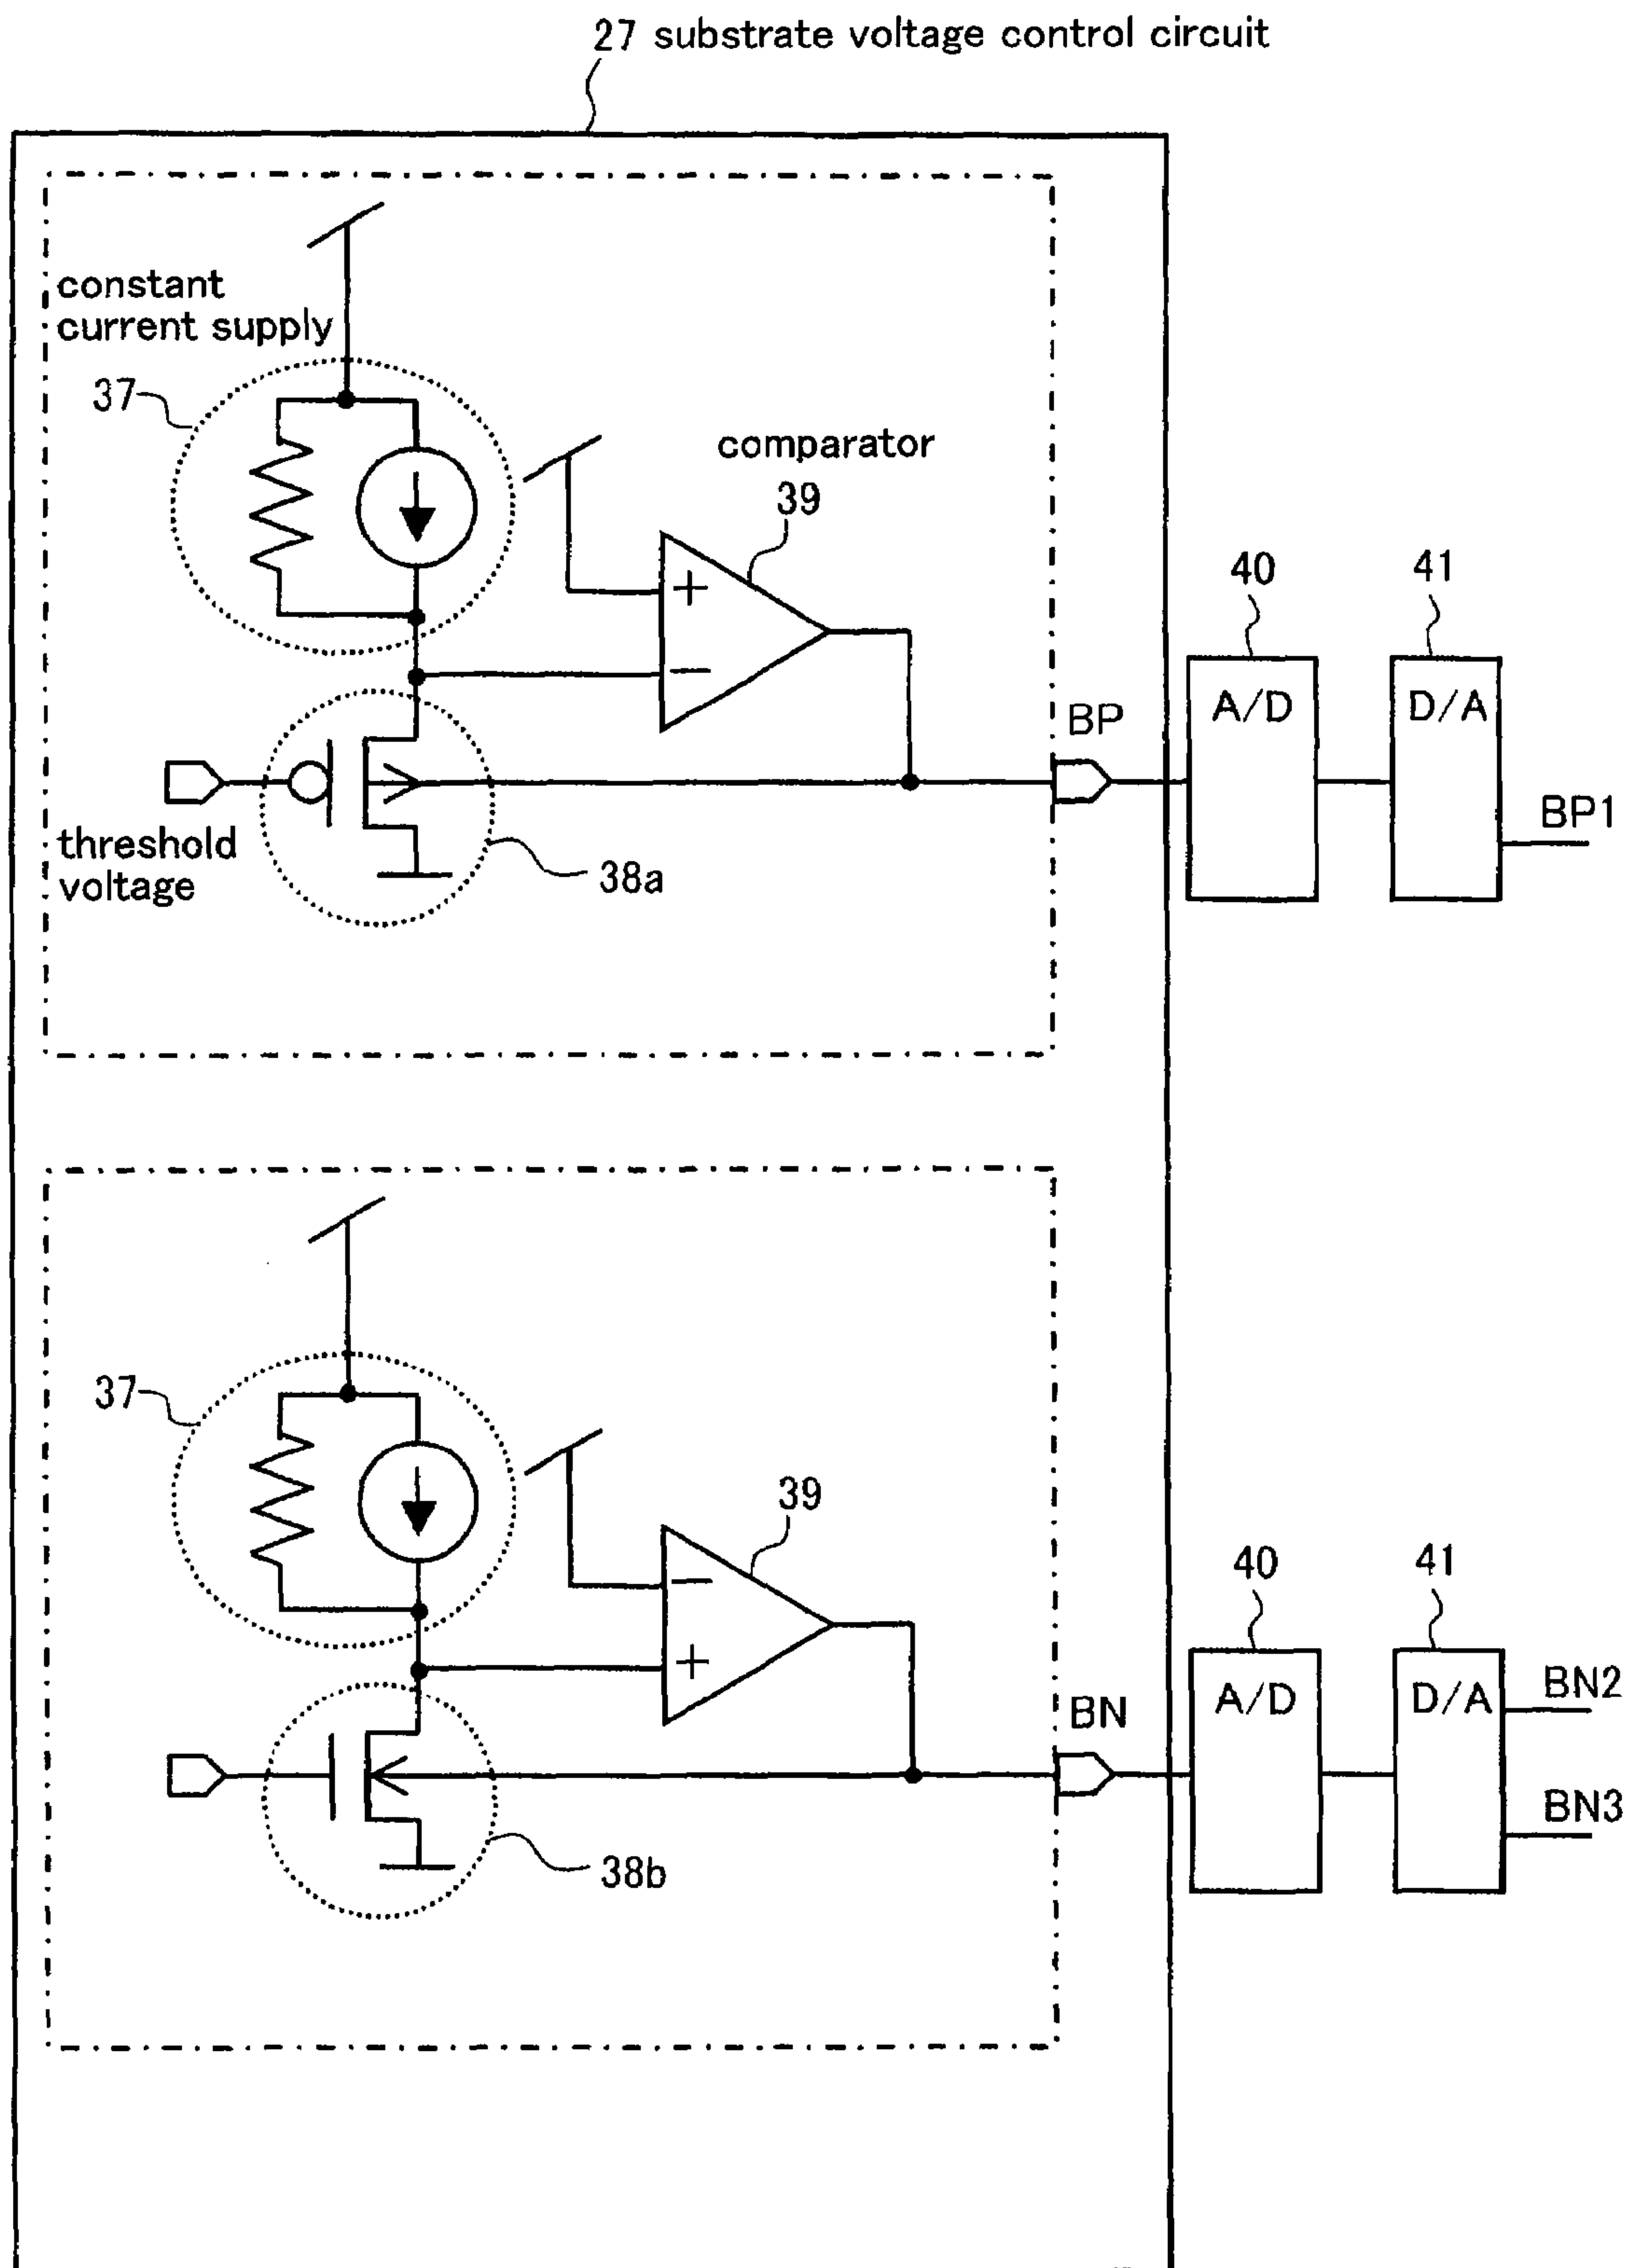 27 substrate voltage control circuit
constant
current supply
37
comparator
39
+
−
BP
40
A/D
41
D/A
BP1
threshold
voltage
38a
37
39
−
+
BN
40
A/D
41
D/A
BN2
BN3
38b